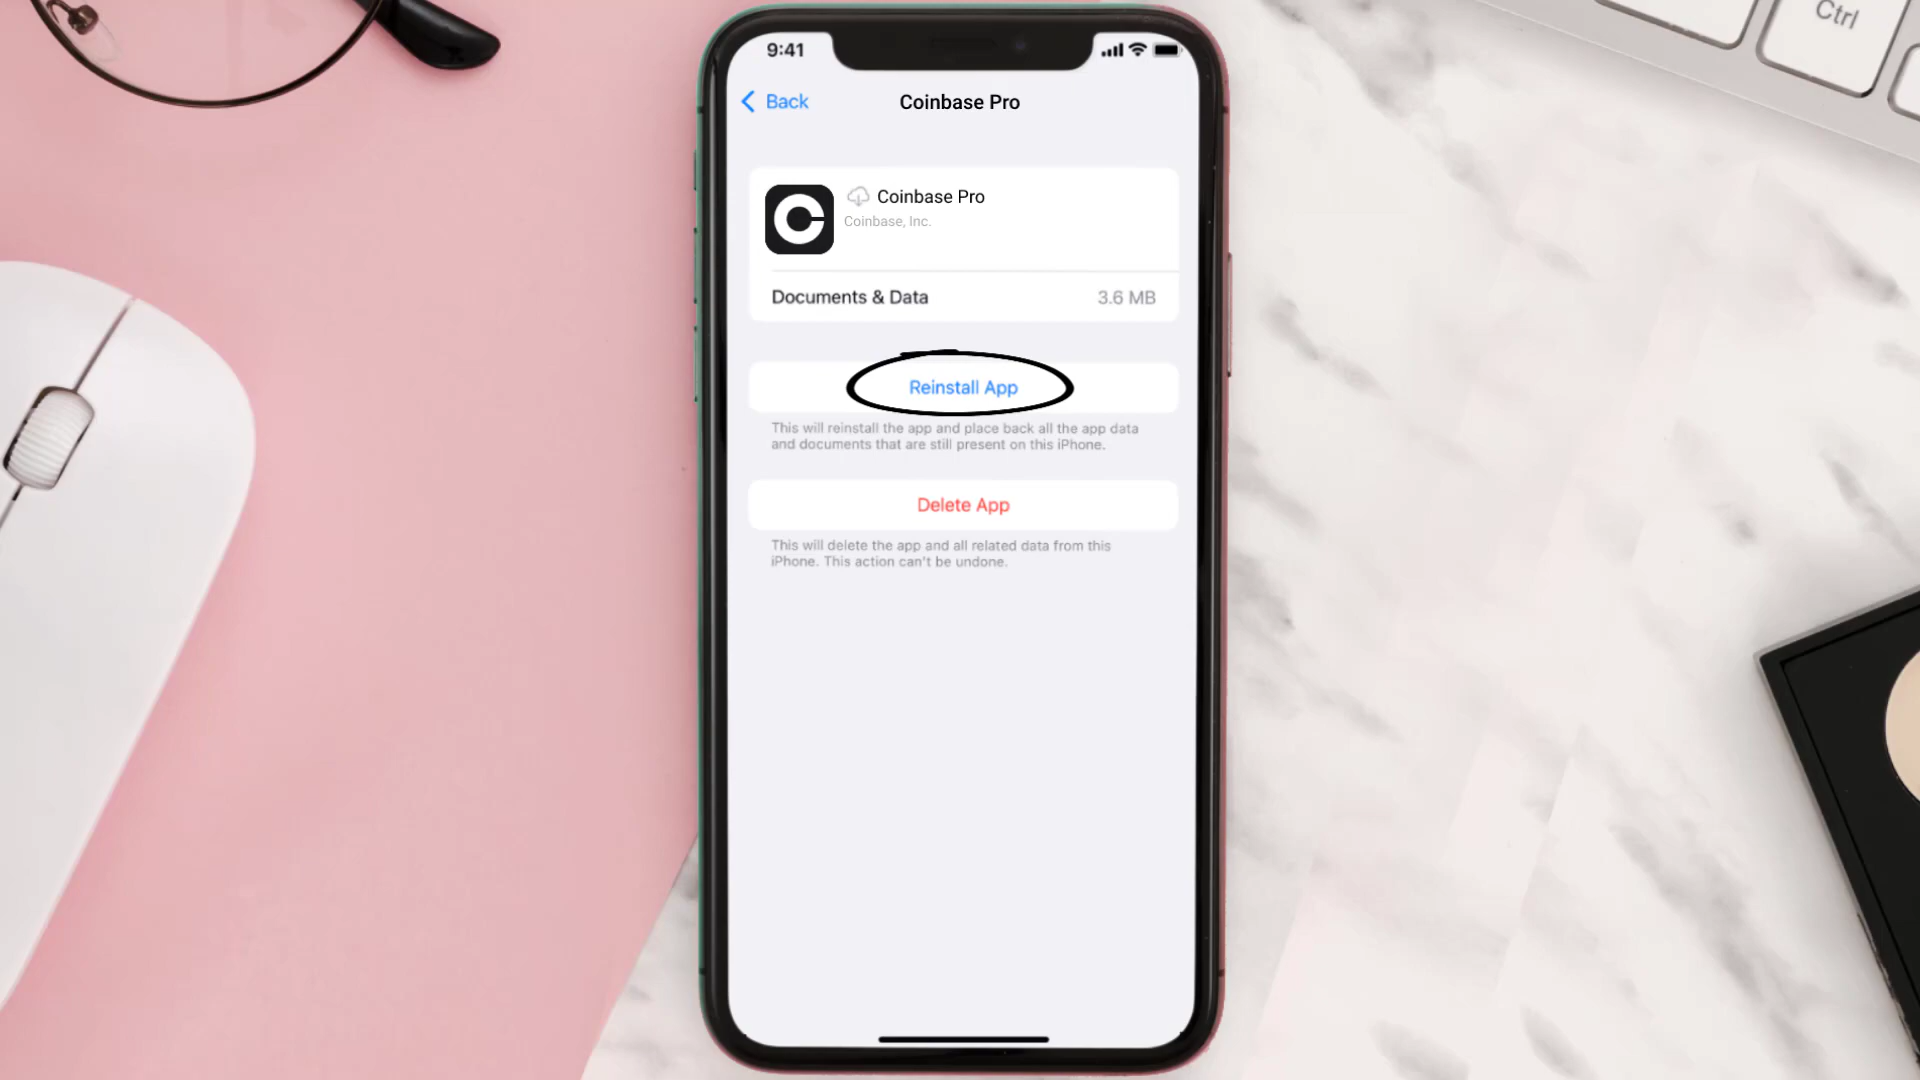 Ctrl
9:41
Back
Coinbase Pro
Coinbase Pro
Coinbase, Inc.
Documents & Data
3.6 MB
Reinstall App
This will reinstall the app and place back all the app data
and documents that are still present on this iPhone.
Delete App
This will delete the app and all related data from this
iPhone. This action can't be undone.